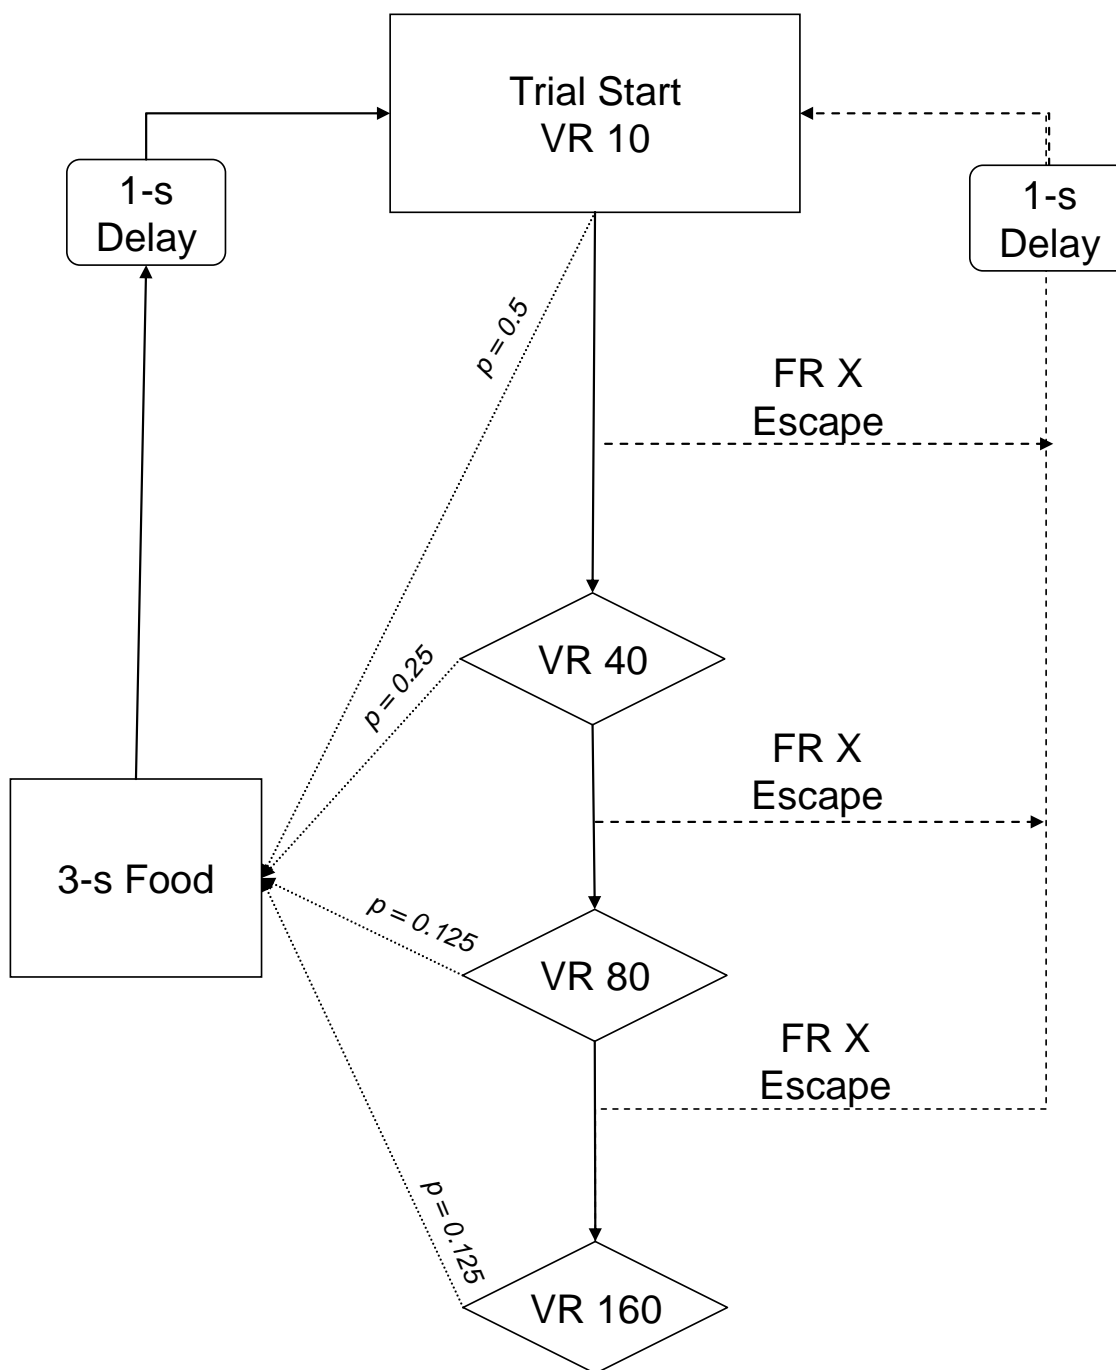 Trial Start
VR 10
1-s
Delay
1-s
Delay
p = 0.5
FR X
Escape
p = 0.25
VR 40
FR X
Escape
3-s Food
p = 0.125
VR 80
FR X
Escape
p = 0.125
VR 160